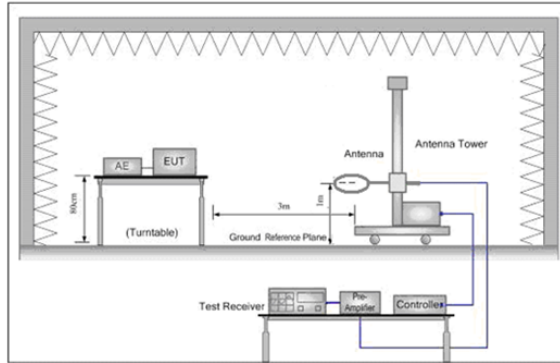 Antenna
Antenna Tower
AE
EUT
80cm
(Turntable)
3m
1m
Ground Reference Plane
Test Receiver
Pre-
Amplifier
Controller